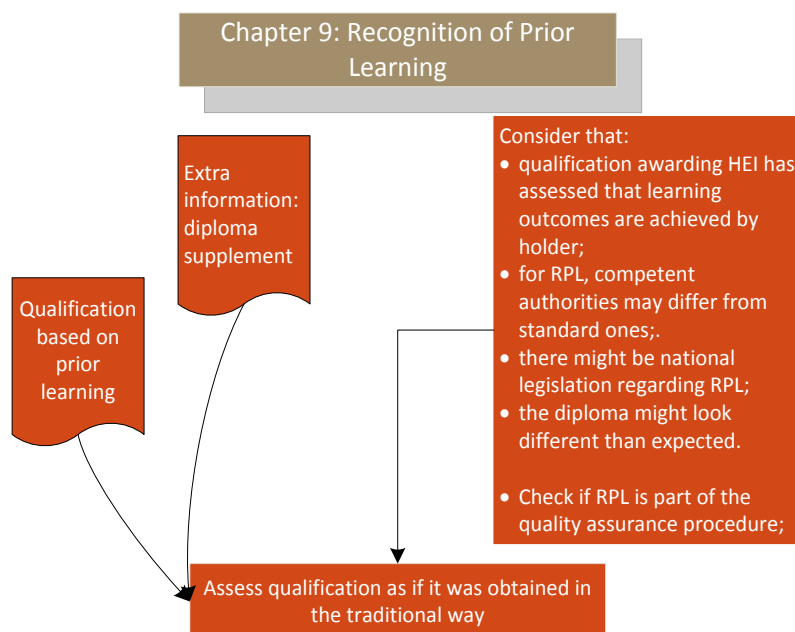 Chapter 9: Recognition of Prior
Learning
Extra
information:
diploma
supplement
Qualification
based on
prior
learning
Consider that:
• qualification awarding HEI has
assessed that learning
outcomes are achieved by
holder;
• for RPL, competent
authorities may differ from
standard ones;.
• there might be national
legislation regarding RPL;
• the diploma might look
different than expected.
• Check if RPL is part of the
quality assurance procedure;
Assess qualification as if it was obtained in
the traditional way